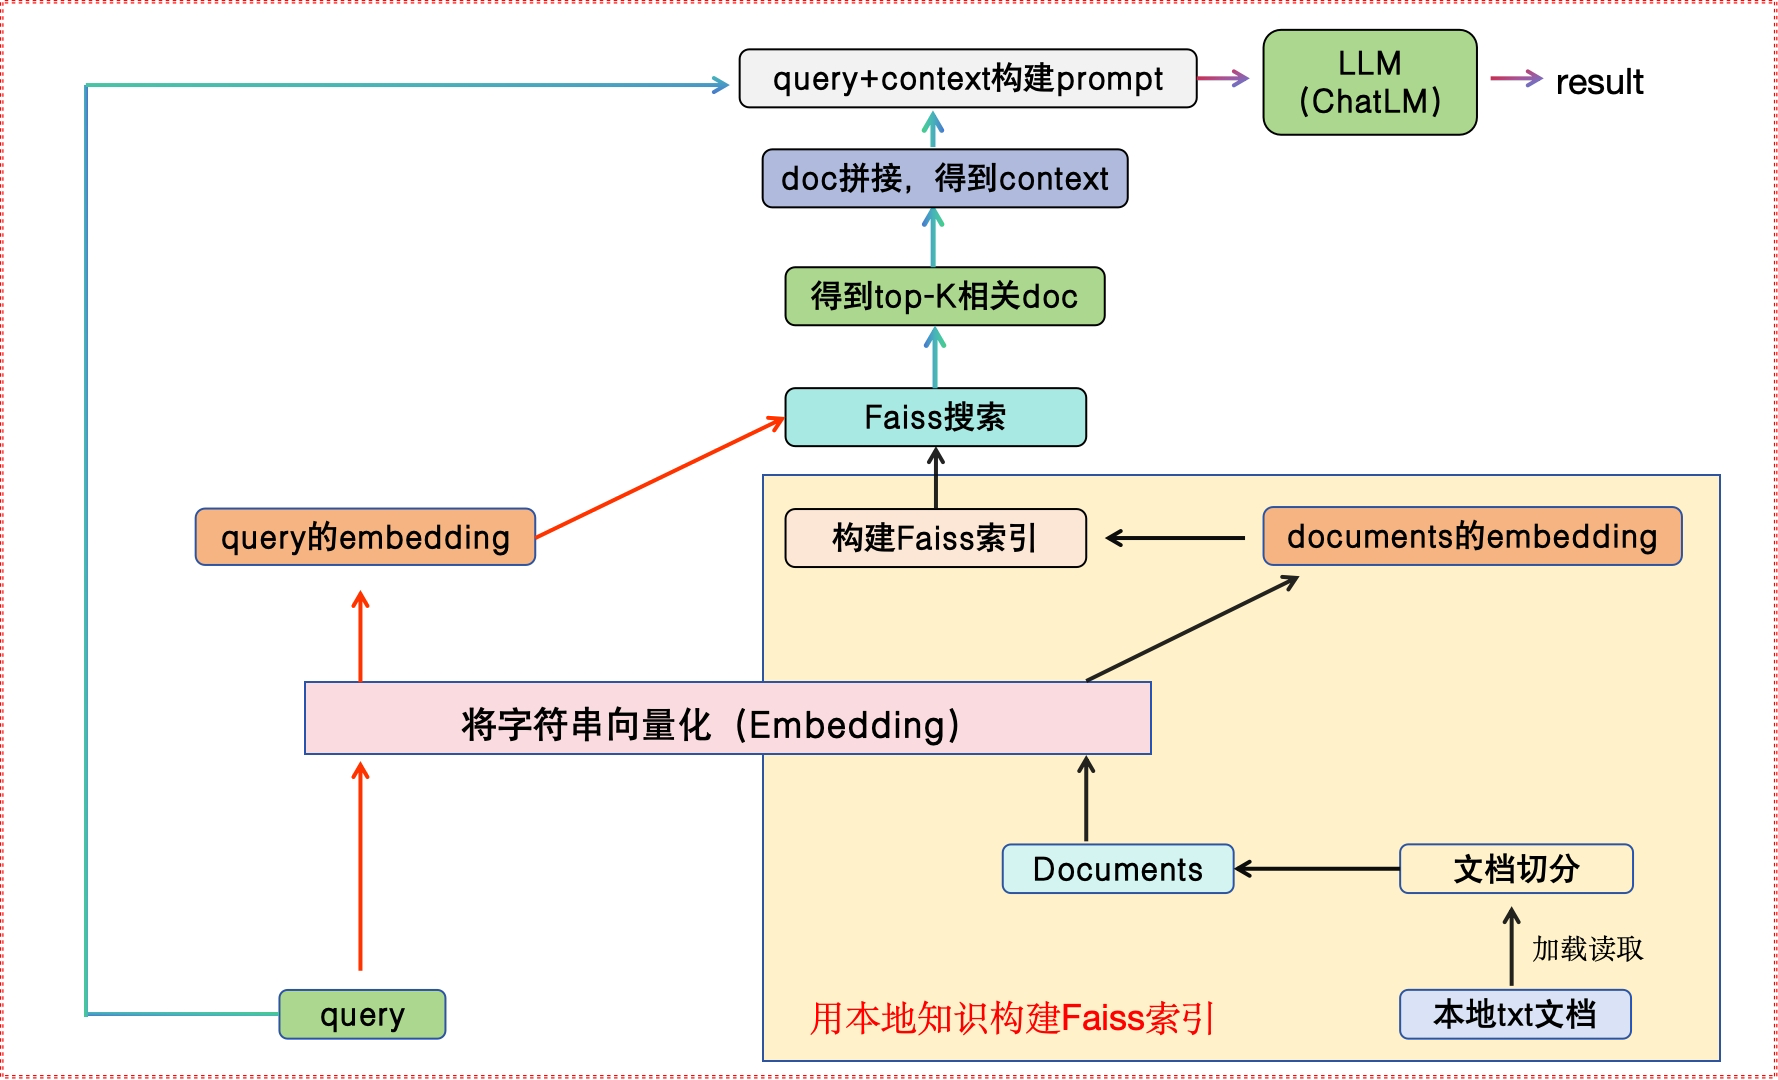 query+context构建prompt
LLM
（ChatLM）
result
doc拼接，得到context
得到top-K相关doc
Faiss搜索
query的embedding
构建Faiss索引
documents的embedding
将字符串向量化（Embedding）
Documents
文档切分
加载读取
query
用本地知识构建Faiss索引
本地txt文档